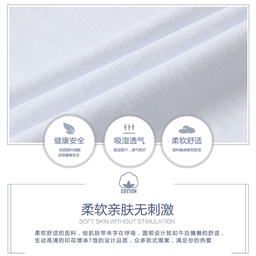 健康安全
吸湿透气
柔软舒适
COTTON
柔软亲肤无刺激
SOFT SKIN WITHOUT STIMULATION
柔软舒适的面料，给肌肤带来宇在呼吸，圆领设计犹如午后慵懒的舒适，
生动高清的印花增添T恤的设计品质，众多款式图案，满足你的热爱